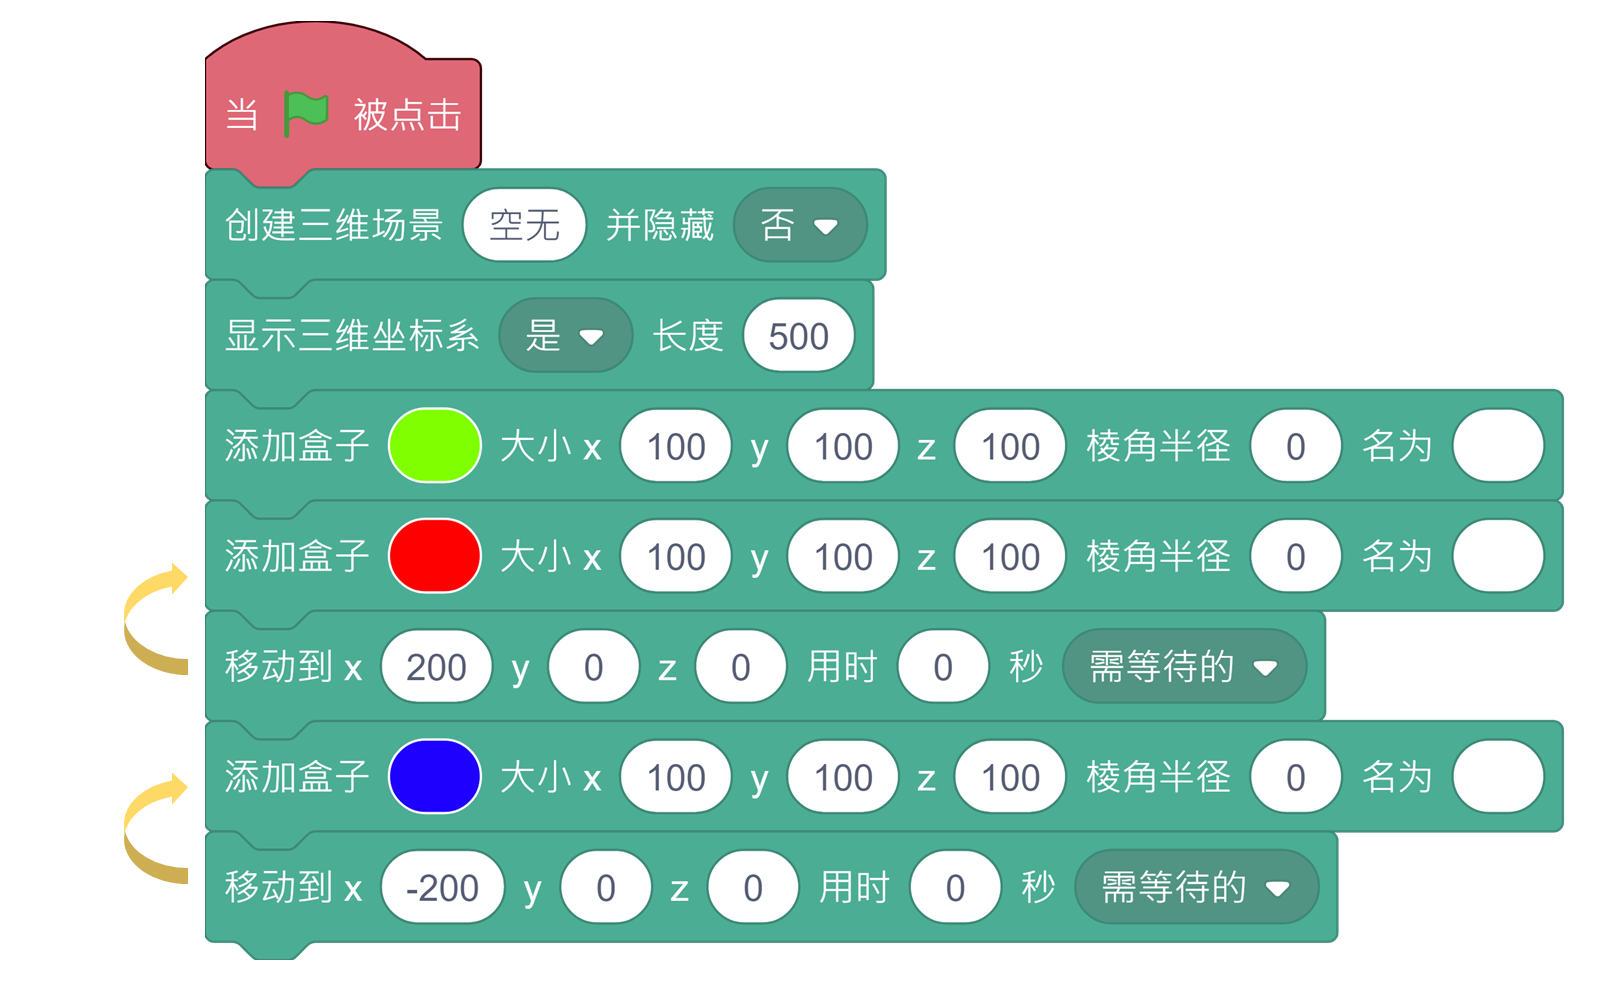 当 被点击
创建三维场景 空无 并隐藏 否
显示三维坐标系 是 长度 500
添加盒子 大小 x 100 y 100 z 100 棱角半径 0 名为
添加盒子 大小 x 100 y 100 z 100 棱角半径 0 名为
移动到 x 200 y 0 z 0 用时 0 秒 需等待的
添加盒子 大小 x 100 y 100 z 100 棱角半径 0 名为
移动到 x -200 y 0 z 0 用时 0 秒 需等待的